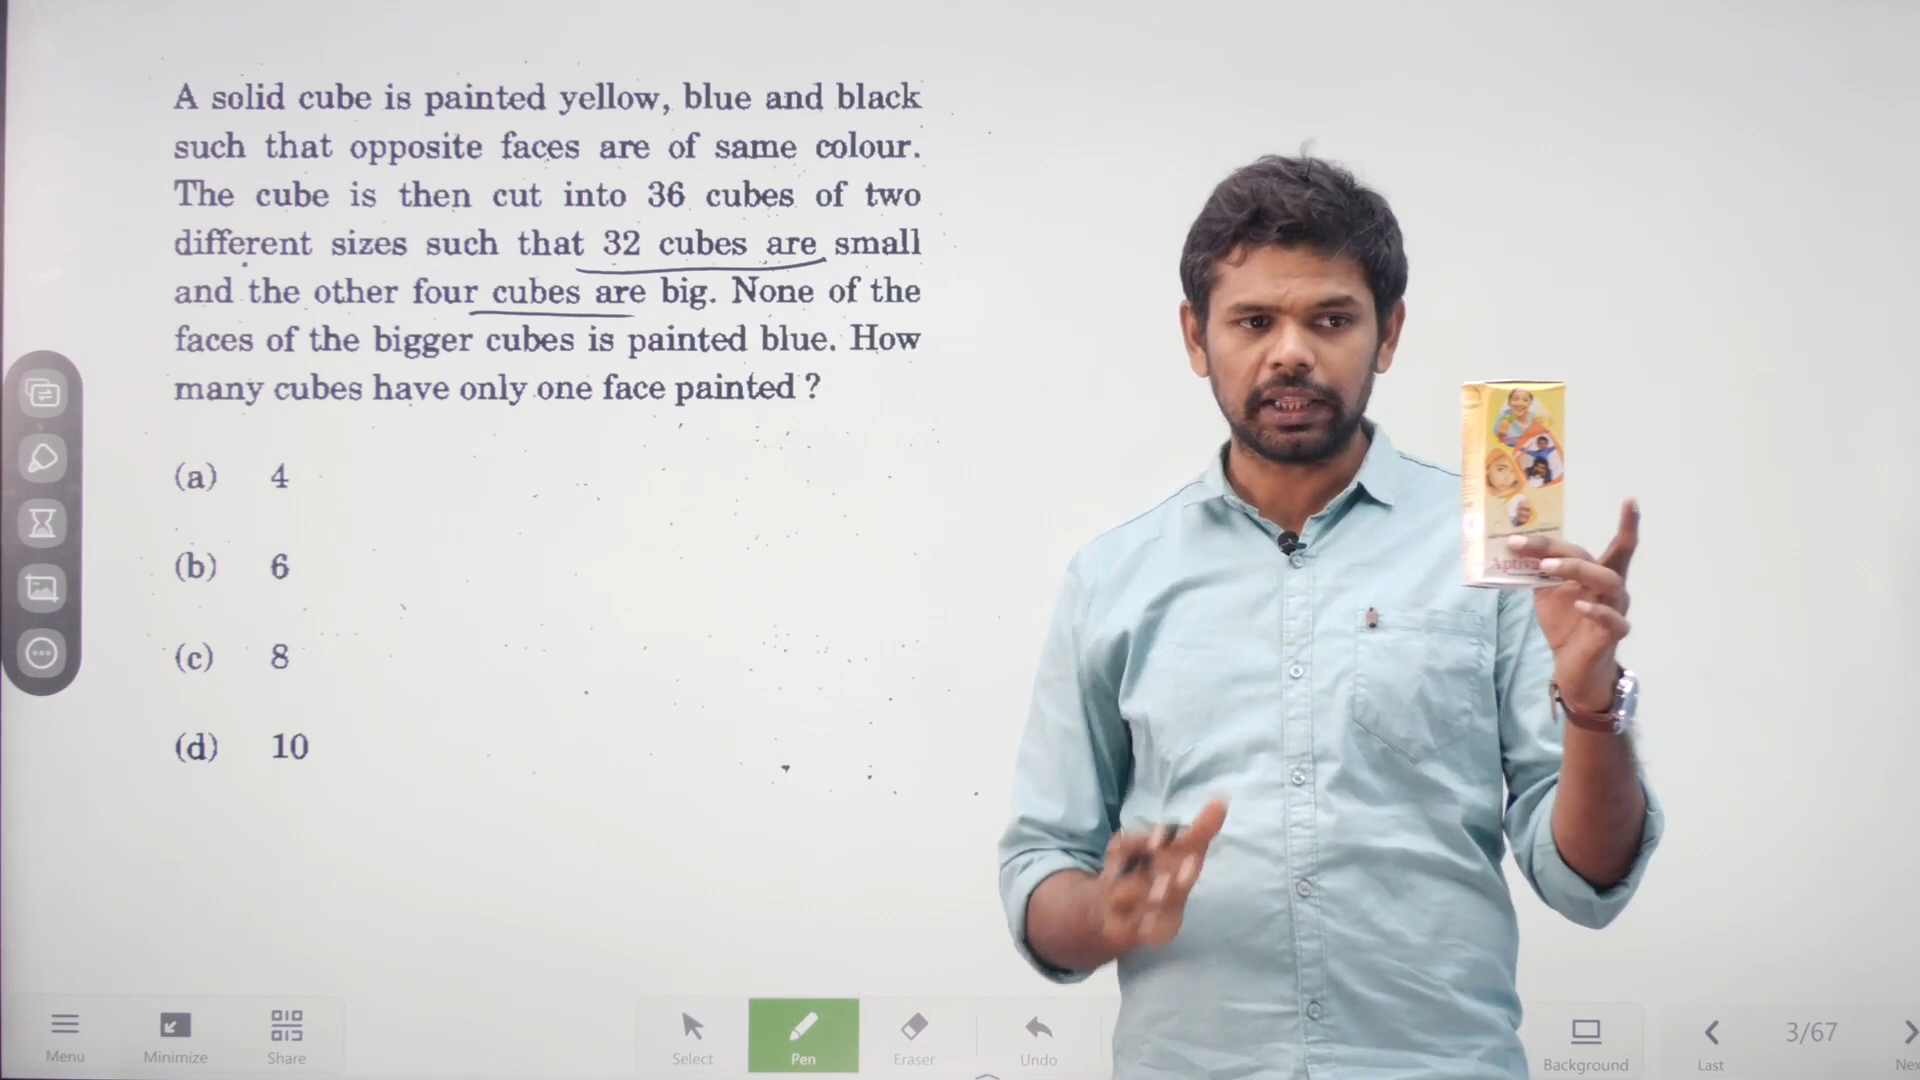 A solid cube is painted yellow, blue and black
such that opposite faces are of same colour.
The cube is then cut into 36 cubes of two
different sizes such that 32 cubes are small
and the other four cubes are big. None of the
faces of the bigger cubes is painted blue. How
many cubes have only one face painted ?
(a) 4
(b) 6
(c) 8
(d) 10
Aptiva
Menu
Minimize
Share
Select
Pen
Eraser
Undo
Background
Last
3/67